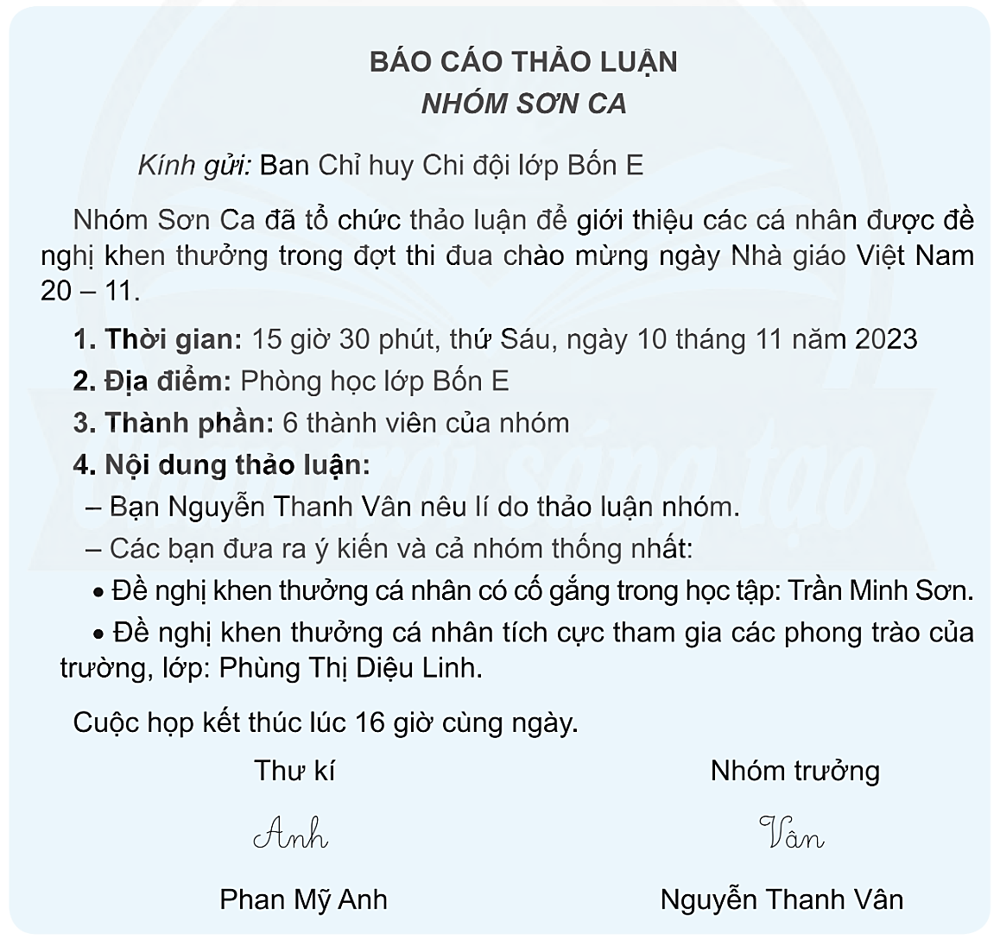 BÁO CÁO THẢO LUẬN
NHÓM SƠN CA
Kính gửi: Ban Chỉ huy Chi đội lớp Bốn E
Nhóm Sơn Ca đã tổ chức thảo luận để giới thiệu các cá nhân được đề
nghị khen thưởng trong đợt thi đua chào mừng ngày Nhà giáo Việt Nam
20 – 11.
1. Thời gian: 15 giờ 30 phút, thứ Sáu, ngày 10 tháng 11 năm 2023
2. Địa điểm: Phòng học lớp Bốn E
3. Thành phần: 6 thành viên của nhóm
4. Nội dung thảo luận:
– Bạn Nguyễn Thanh Vân nêu lí do thảo luận nhóm.
– Các bạn đưa ra ý kiến và cả nhóm thống nhất:
• Đề nghị khen thưởng cá nhân có cố gắng trong học tập: Trần Minh Sơn.
• Đề nghị khen thưởng cá nhân tích cực tham gia các phong trào của
trường, lớp: Phùng Thị Diệu Linh.
Cuộc họp kết thúc lúc 16 giờ cùng ngày.
Thư kí Nhóm trưởng
Anh Vân
Phan Mỹ Anh Nguyễn Thanh Vân